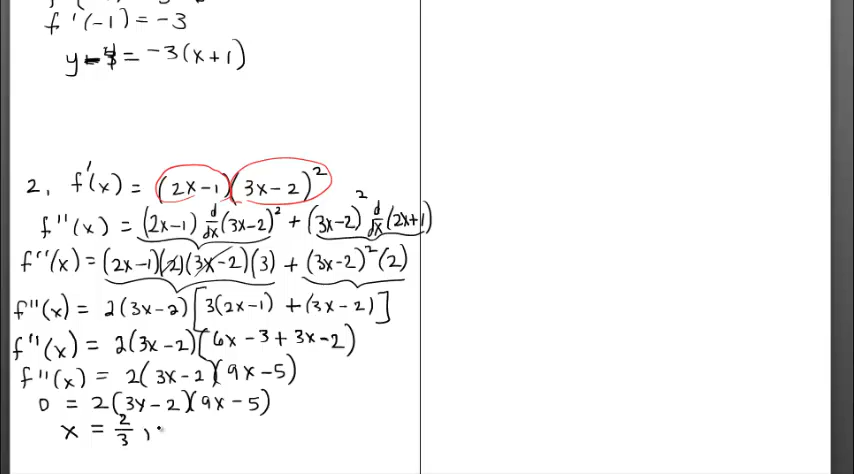 f'(-1) = -3
y-4 = -3(x+1)
2. f'(x) = (2x-1)(3x-2)²
f''(x) = (2x-1) d/dx (3x-2)² + (3x-2)² d/dx (2x+1)
f''(x) = (2x-1)(2)(3x-2)(3) + (3x-2)²(2)
f''(x) = 2(3x-2)[3(2x-1) + (3x-2)]
f''(x) = 2(3x-2)(6x-3+3x-2)
f''(x) = 2(3x-2)(9x-5)
0 = 2(3x-2)(9x-5)
x = 2/3 ,